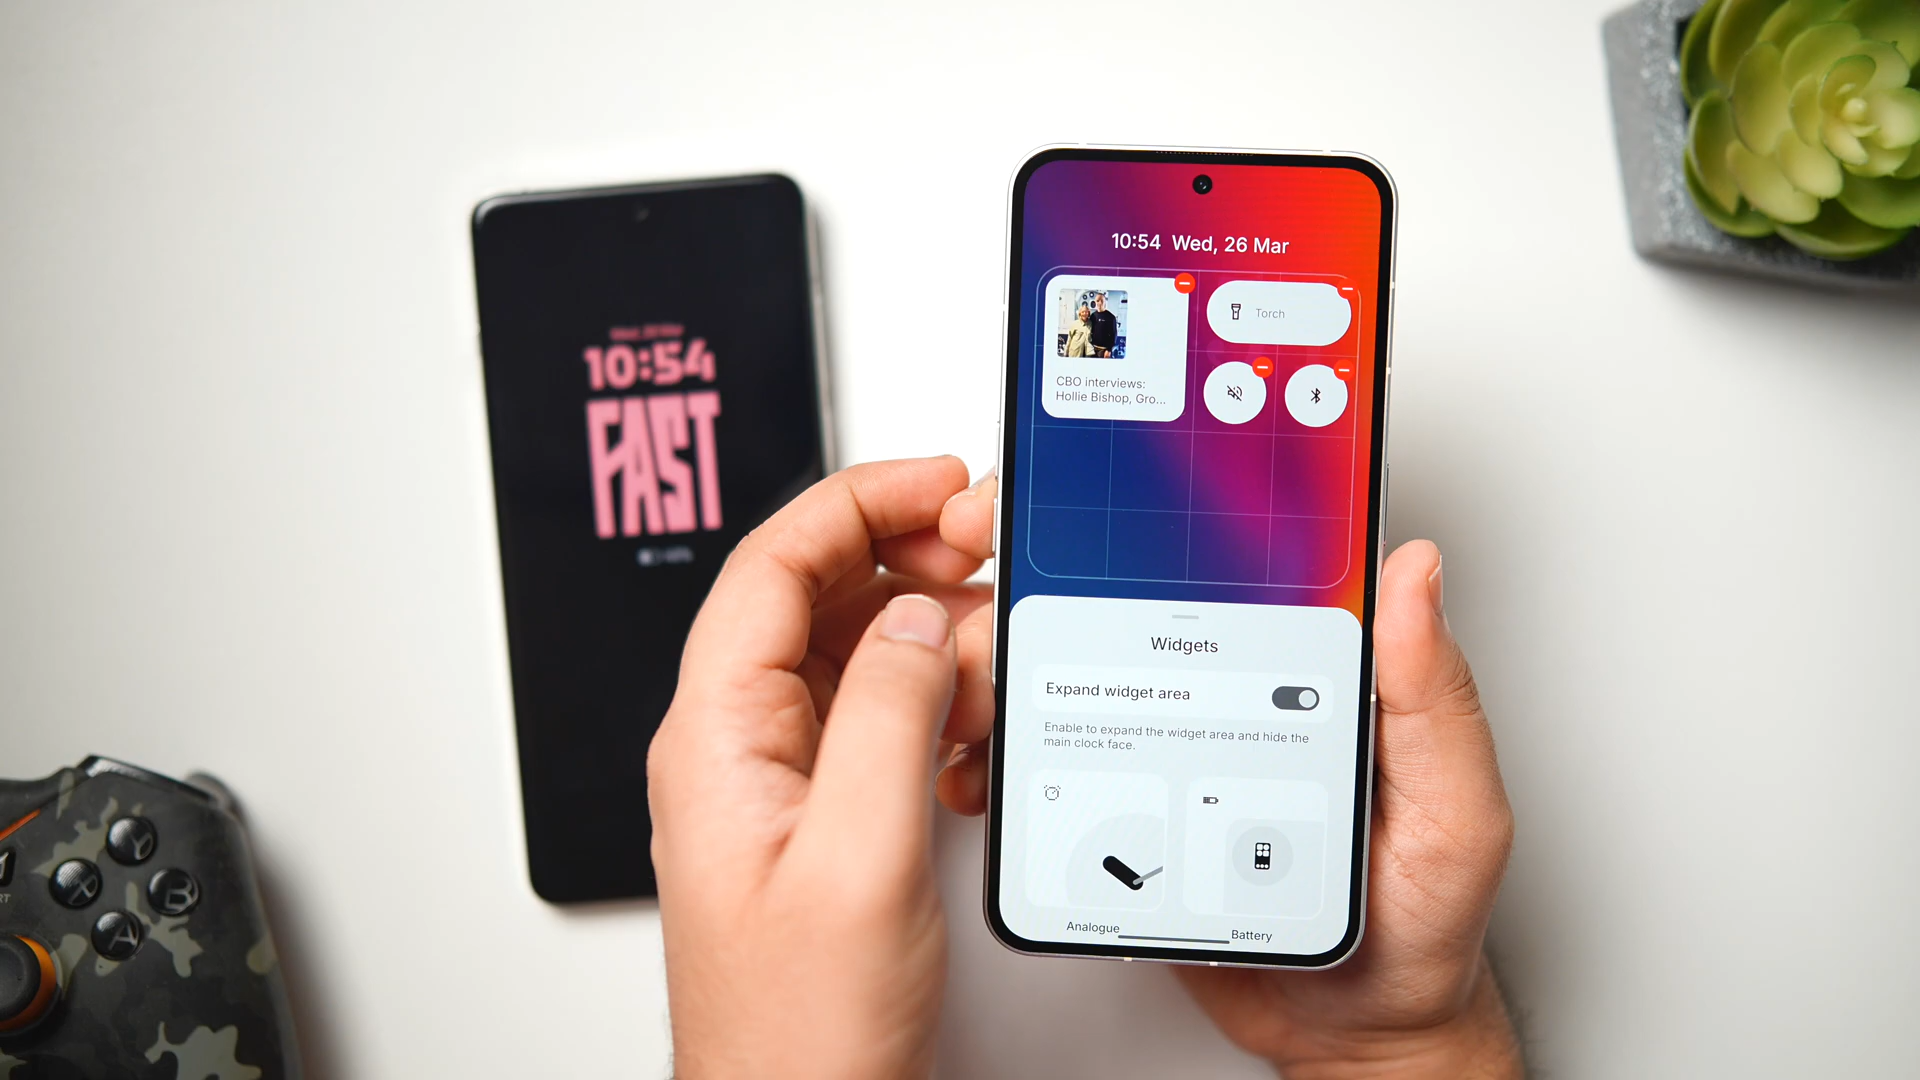 10:54
FAST
10:54 Wed, 26 Mar
CBO interviews:
Hollie Bishop, Gro...
Torch
Widgets
Expand widget area
Enable to expand the widget area and hide the
main clock face.
Analogue
Battery
Y
X
B
A
RT